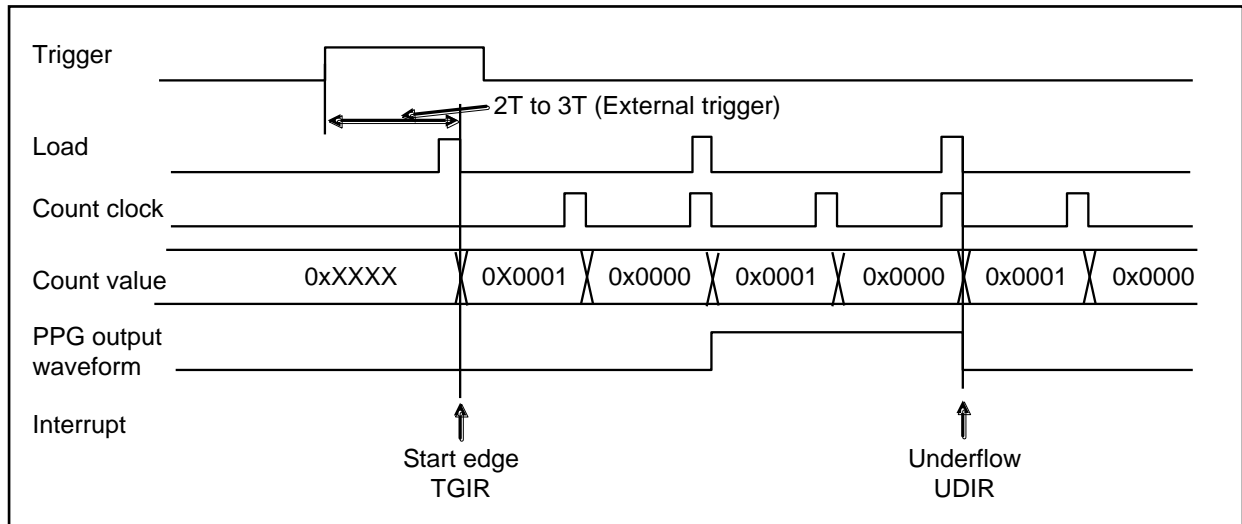 Trigger
2T to 3T (External trigger)
Load
Count clock
Count value
0xXXXX
0X0001
0x0000
0x0001
0x0000
0x0001
0x0000
PPG output
waveform
Interrupt
Start edge
TGIR
Underflow
UDIR